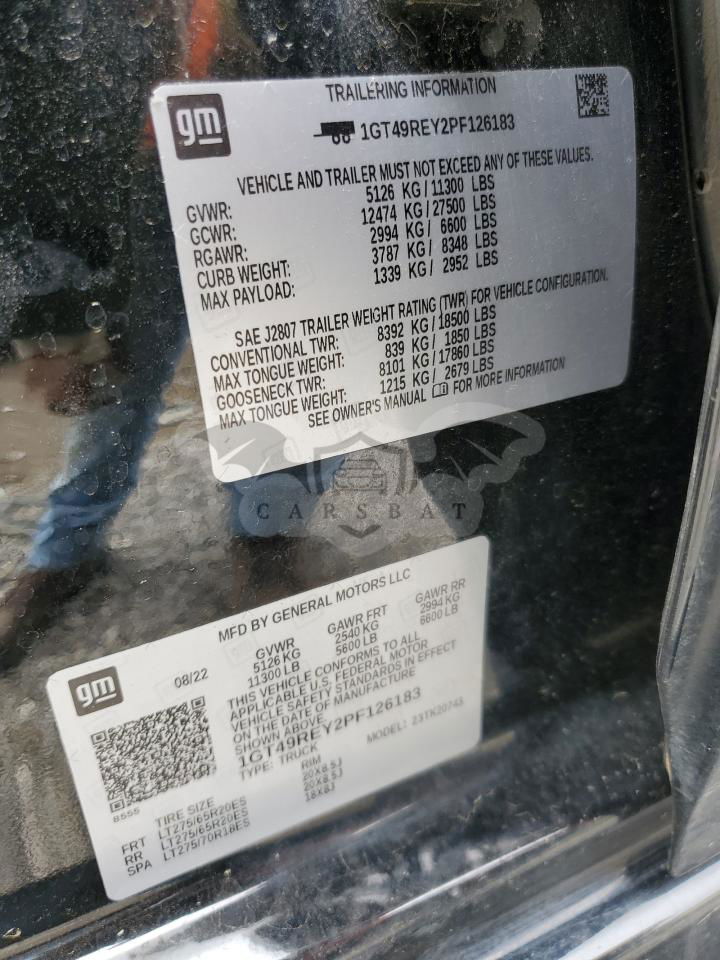 gm
TRAILERING INFORMATION
1GT49REY2PF126183
VEHICLE AND TRAILER MUST NOT EXCEED ANY OF THESE VALUES.
GVWR: 5126 KG/11300 LBS
GCWR: 12474 KG/27500 LBS
RGAWR: 2994 KG/ 6600 LBS
CURB WEIGHT: 3787 KG/ 8348 LBS
MAX PAYLOAD: 1339 KG/ 2952 LBS
SAE J2807 TRAILER WEIGHT RATING (TWR) FOR VEHICLE CONFIGURATION.
CONVENTIONAL TWR: 8392 KG/18500 LBS
MAX TONGUE WEIGHT: 839 KG/ 1850 LBS
GOOSENECK TWR: 8101 KG/17860 LBS
MAX TONGUE WEIGHT: 1215 KG/ 2679 LBS
SEE OWNER'S MANUAL FOR MORE INFORMATION
CARSBAT
gm
MFD BY GENERAL MOTORS LLC
08/22 GVWR GAWR FRT GAWR RR
5126 KG 2540 KG 2994 KG
11300 LB 5600 LB 6600 LB
THIS VEHICLE CONFORMS TO ALL
APPLICABLE U.S. FEDERAL MOTOR
VEHICLE SAFETY STANDARDS IN EFFECT
ON THE DATE OF MANUFACTURE
SHOWN ABOVE.
1GT49REY2PF126183
TYPE: TRUCK MODEL: 23TK20743
8555
TIRE SIZE RIM
FRT LT275/65R20ES 20X8.5J
RR LT275/65R20ES 20X8.5J
SPA LT275/70R18ES 18X8J